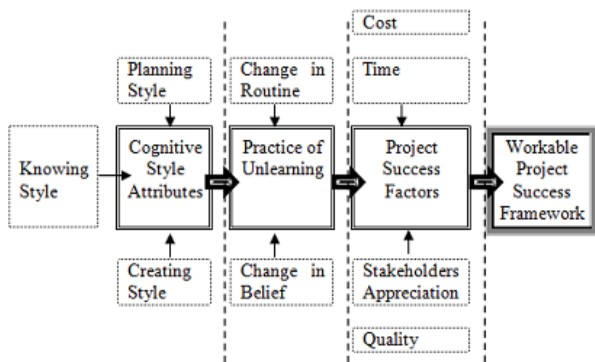 Cost
Planning
Style
Change in
Routine
Time
Knowing
Style
Cognitive
Style
Attributes
Practice of
Unlearning
Project
Success
Factors
Workable
Project
Success
Framework
Creating
Style
Change in
Belief
Stakeholders
Appreciation
Quality